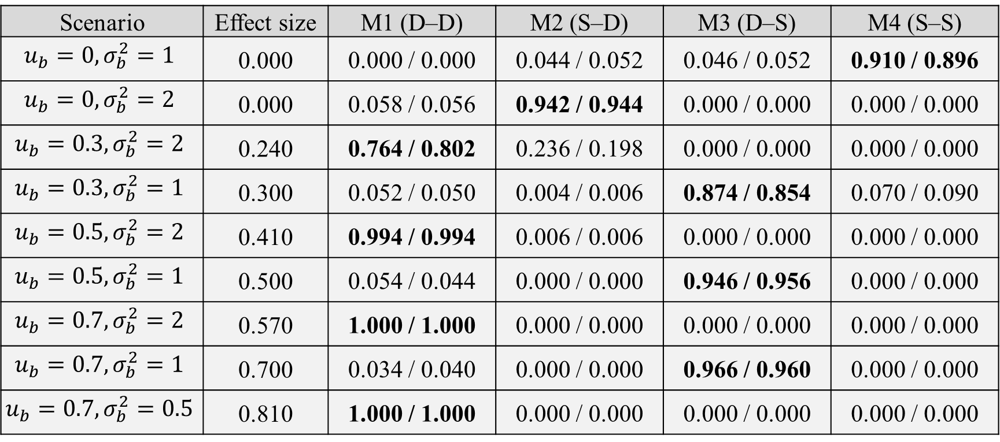 Scenario Effect size M1 (D–D) M2 (S–D) M3 (D–S) M4 (S–S)
u_b = 0, σ_b^2 = 1 0.000 0.000 / 0.000 0.044 / 0.052 0.046 / 0.052 0.910 / 0.896
u_b = 0, σ_b^2 = 2 0.000 0.058 / 0.056 0.942 / 0.944 0.000 / 0.000 0.000 / 0.000
u_b = 0.3, σ_b^2 = 2 0.240 0.764 / 0.802 0.236 / 0.198 0.000 / 0.000 0.000 / 0.000
u_b = 0.3, σ_b^2 = 1 0.300 0.052 / 0.050 0.004 / 0.006 0.874 / 0.854 0.070 / 0.090
u_b = 0.5, σ_b^2 = 2 0.410 0.994 / 0.994 0.006 / 0.006 0.000 / 0.000 0.000 / 0.000
u_b = 0.5, σ_b^2 = 1 0.500 0.054 / 0.044 0.000 / 0.000 0.946 / 0.956 0.000 / 0.000
u_b = 0.7, σ_b^2 = 2 0.570 1.000 / 1.000 0.000 / 0.000 0.000 / 0.000 0.000 / 0.000
u_b = 0.7, σ_b^2 = 1 0.700 0.034 / 0.040 0.000 / 0.000 0.966 / 0.960 0.000 / 0.000
u_b = 0.7, σ_b^2 = 0.5 0.810 1.000 / 1.000 0.000 / 0.000 0.000 / 0.000 0.000 / 0.000